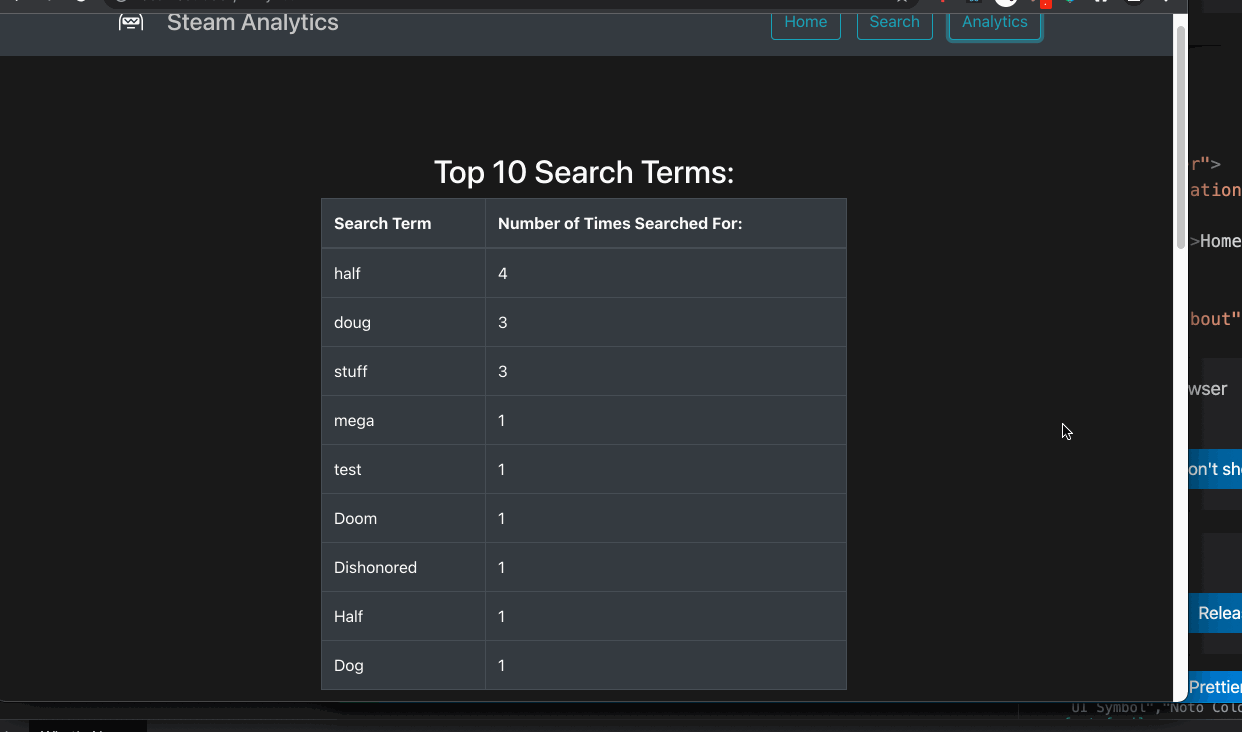 Steam Analytics
Home Search Analytics
Top 10 Search Terms:
Search Term Number of Times Searched For:
half 4
doug 3
stuff 3
mega 1
test 1
Doom 1
Dishonored 1
Half 1
Dog 1
r">
ation
>Home
bout"
wser
on't sh
Relea
Prettie
UI Symbol","Noto Colo